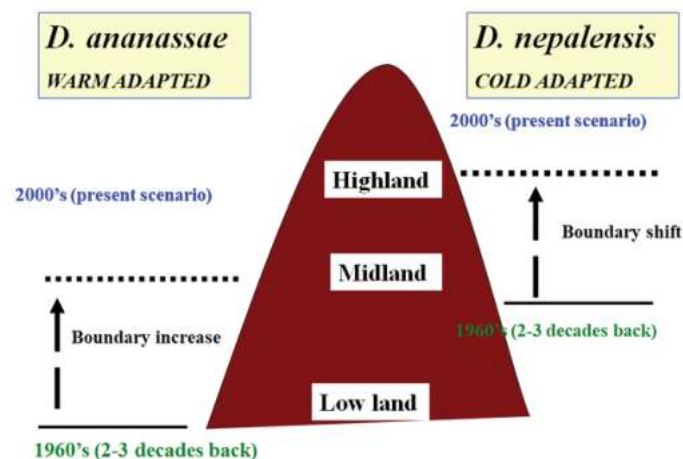 D. ananassae
WARM ADAPTED
D. nepalensis
COLD ADAPTED
2000's (present scenario)
Highland
2000's (present scenario)
Boundary shift
Midland
1960's (2-3 decades back)
Boundary increase
Low land
1960's (2-3 decades back)